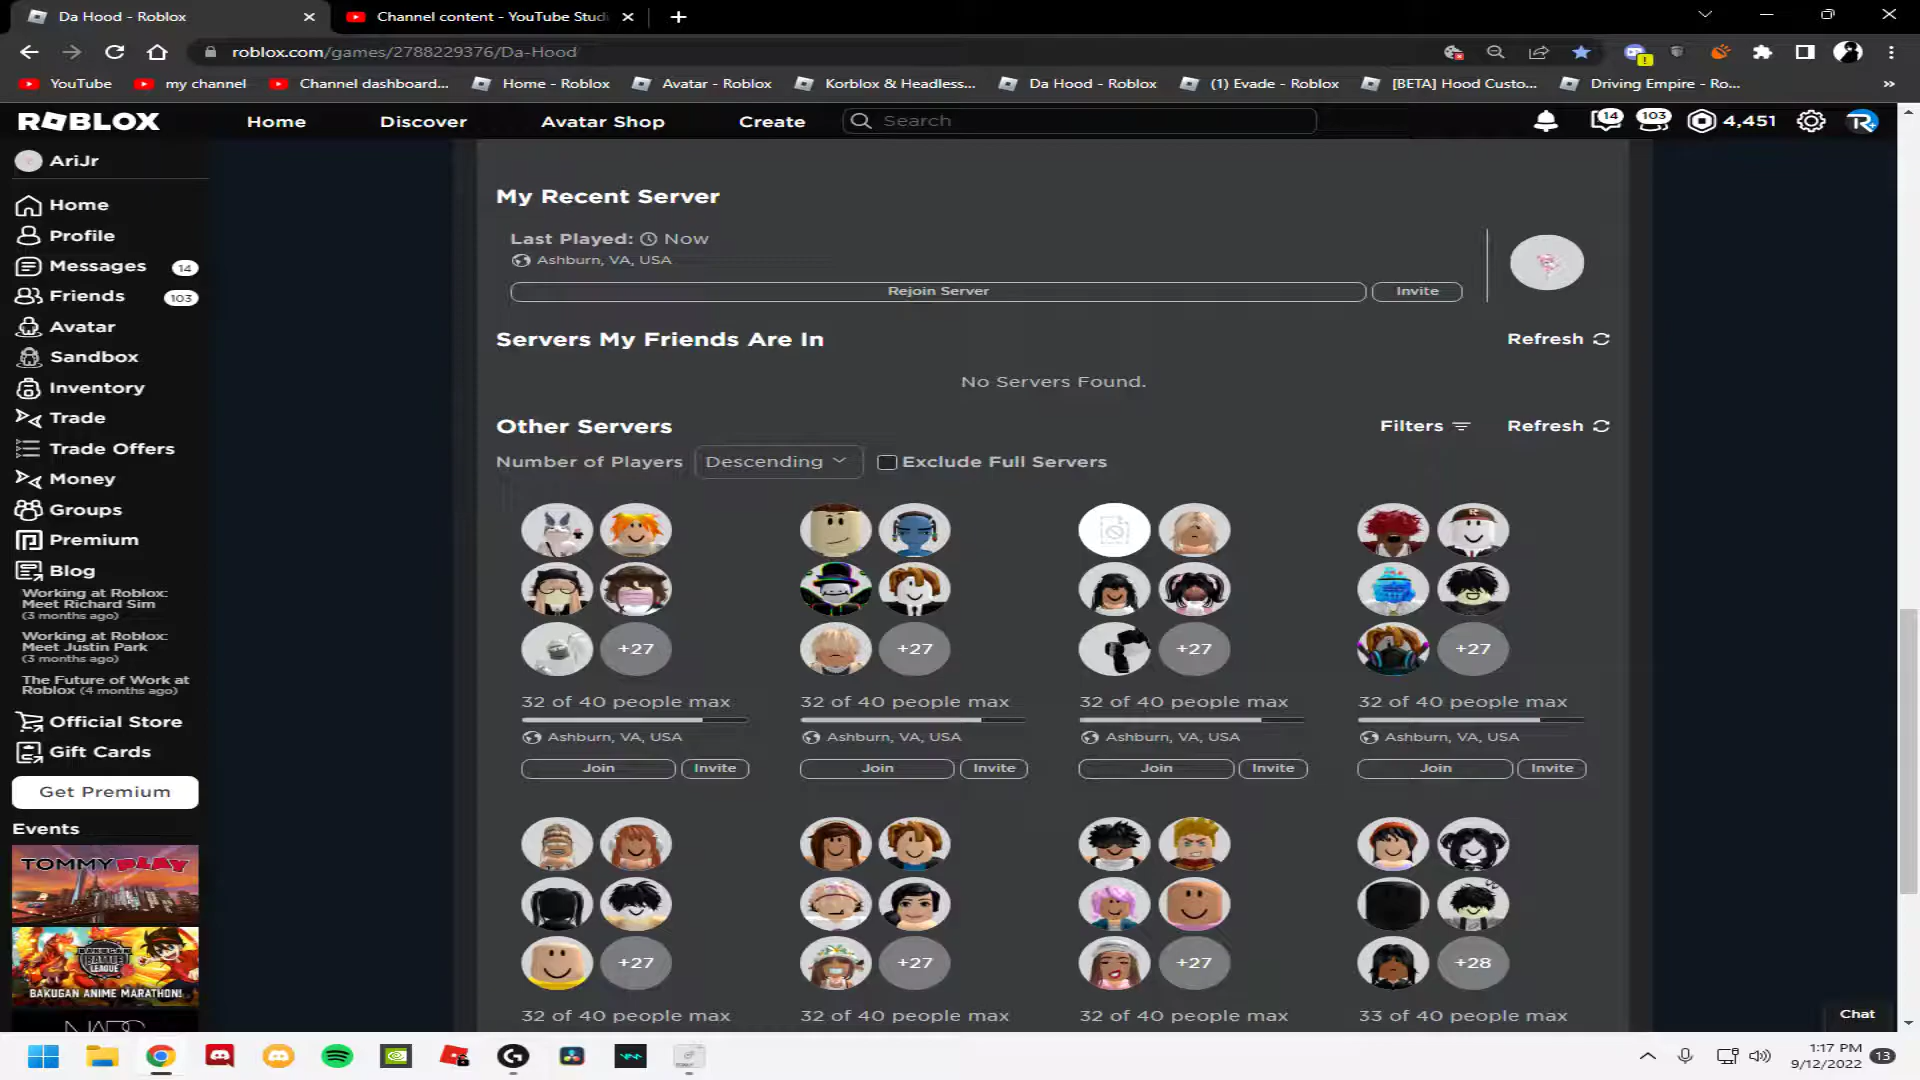 Da Hood - Roblox
Channel content - YouTube Studi
roblox.com/games/2788229376/Da-Hood
YouTube
my channel
Channel dashboard...
Home - Roblox
Avatar - Roblox
Korblox & Headless...
Da Hood - Roblox
(1) Evade - Roblox
[BETA] Hood Custo...
Driving Empire - Ro...
ROBLOX
Home
Discover
Avatar Shop
Create
Search
14
103
4,451
AriJr
Home
Profile
Messages
14
Friends
103
Avatar
Sandbox
Inventory
Trade
Trade Offers
Money
Groups
Premium
Blog
Working at Roblox:
Meet Richard Sim
(3 months ago)
Working at Roblox:
Meet Justin Park
(3 months ago)
The Future of Work at
Roblox (4 months ago)
Official Store
Gift Cards
Get Premium
Events
TOMMY PLAY
BAKUGAN
BATTLE
LEAGUE
BAKUGAN ANIME MARATHON!
My Recent Server
Last Played: Now
Ashburn, VA, USA
Rejoin Server
Invite
Servers My Friends Are In
Refresh
No Servers Found.
Other Servers
Filters
Refresh
Number of Players
Descending
Exclude Full Servers
+27
+27
+27
+27
32 of 40 people max
32 of 40 people max
32 of 40 people max
32 of 40 people max
Ashburn, VA, USA
Ashburn, VA, USA
Ashburn, VA, USA
Ashburn, VA, USA
Join
Invite
Join
Invite
Join
Invite
Join
Invite
+27
+27
+27
+28
32 of 40 people max
32 of 40 people max
32 of 40 people max
33 of 40 people max
Chat
1:17 PM
9/12/2022
13